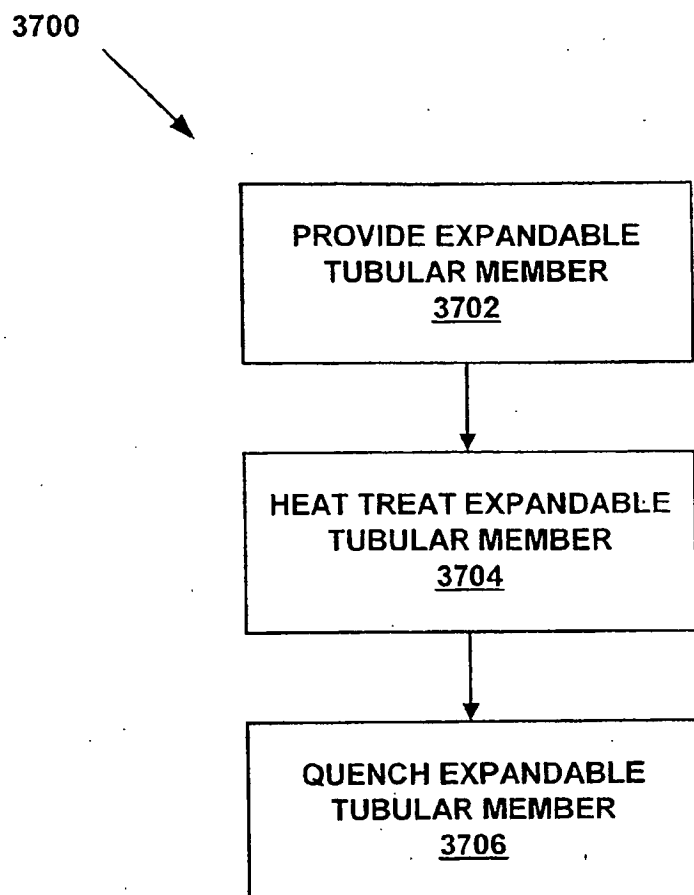 3700
PROVIDE EXPANDABLE
TUBULAR MEMBER
3702
HEAT TREAT EXPANDABLE
TUBULAR MEMBER
3704
QUENCH EXPANDABLE
TUBULAR MEMBER
3706